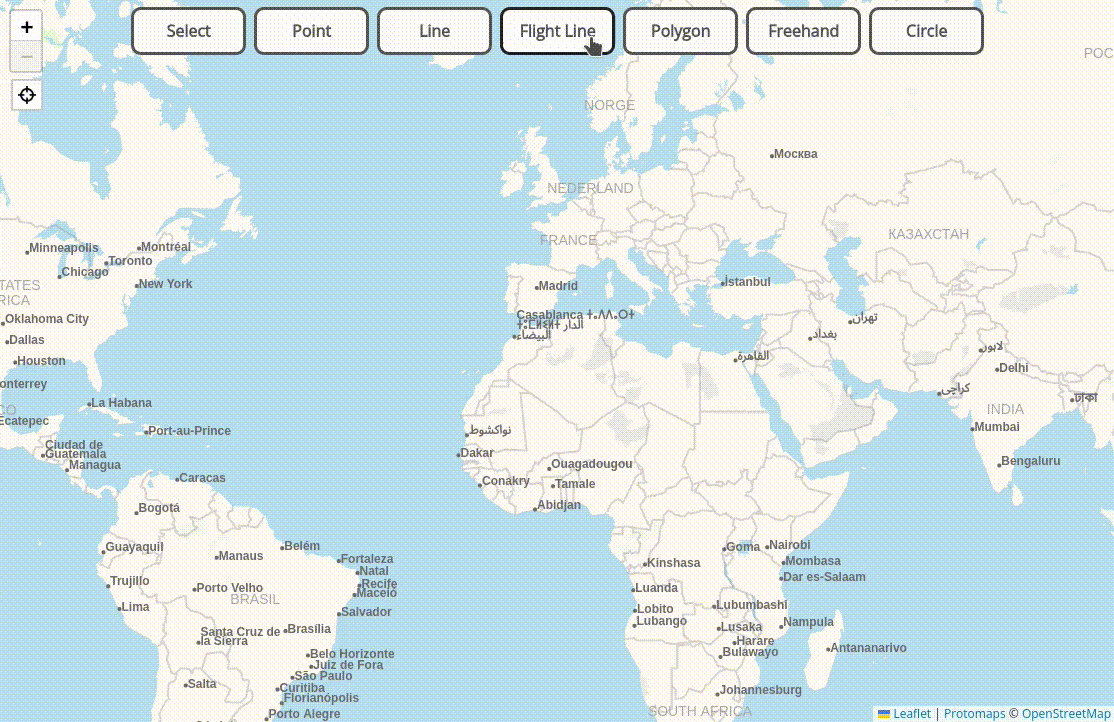 +
−
Select
Point
Line
Flight Line
Polygon
Freehand
Circle
NORGE
Москва
NEDERLAND
Minneapolis
Montréal
Toronto
Chicago
FRANCE
КАЗАХСТАН
New York
Madrid
İstanbul
Oklahoma City
Casablanca
الدار
البيضاء
تهران
بغداد
Dallas
Houston
القاهرة
لاہور
Delhi
کراچی
ঢাকা
La Habana
INDIA
Ecatepec
Port-au-Prince
نواكشوط
Mumbai
Ciudad de
Guatemala
Managua
Dakar
Ouagadougou
Bengaluru
Caracas
Conakry
Tamale
Bogotá
Abidjan
Guayaquil
Belém
Goma
Nairobi
Manaus
Fortaleza
Kinshasa
Mombasa
Natal
Trujillo
Recife
Dar es-Salaam
Porto Velho
Maceió
Luanda
BRASIL
Lima
Salvador
Lobito
Lubumbashi
Lubango
Nampula
Santa Cruz de
la Sierra
Brasília
Lusaka
Harare
Bulawayo
Antananarivo
Belo Horizonte
Juiz de Fora
São Paulo
Salta
Curitiba
Johannesburg
Florianópolis
Porto Alegre
SOUTH AFRICA
Leaflet | Protomaps © OpenStreetMap